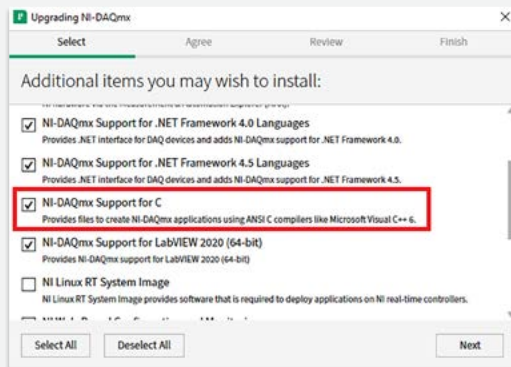 Upgrading NI-DAQmx
Select
Agree
Review
Finish
Additional items you may wish to install:
NI-DAQmx Support for .NET Framework 4.0 Languages
Provides .NET interface for DAQ devices and adds NI-DAQmx support for .NET Framework 4.0.
NI-DAQmx Support for .NET Framework 4.5 Languages
Provides .NET interface for DAQ devices and adds NI-DAQmx support for .NET Framework 4.5.
NI-DAQmx Support for C
Provides files to create NI-DAQmx applications using ANSI C compilers like Microsoft Visual C++ 6.
NI-DAQmx Support for LabVIEW 2020 (64-bit)
Provides NI-DAQmx support for LabVIEW 2020 (64-bit)
NI Linux RT System Image
NI Linux RT System Image provides software that is required to deploy applications on NI real-time controllers.
Select All
Deselect All
Next